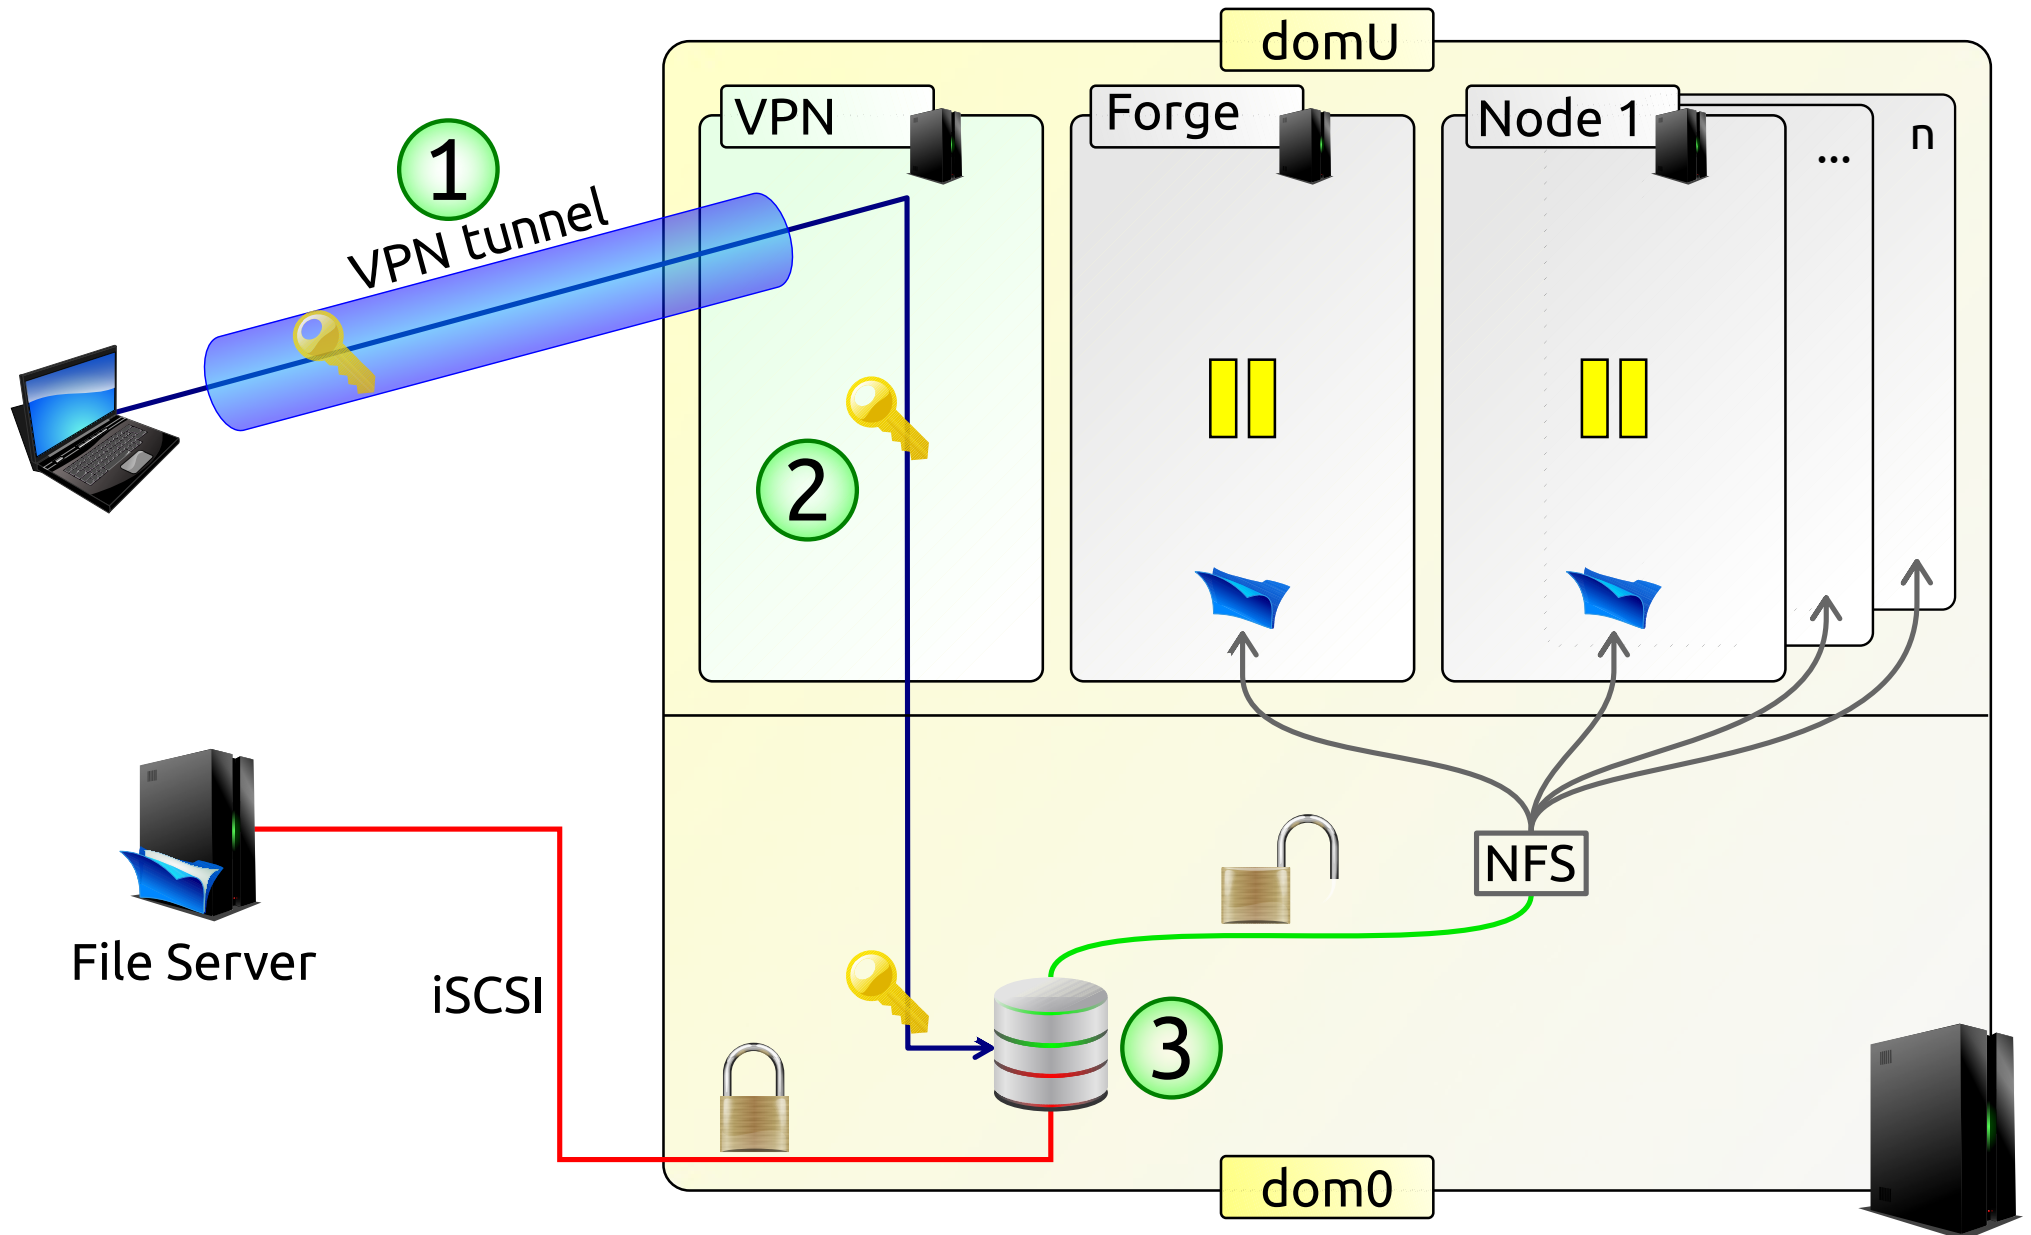 domU
VPN
Forge
Node 1
...
n
1
VPN tunnel
2
File Server
iSCSI
NFS
3
dom0